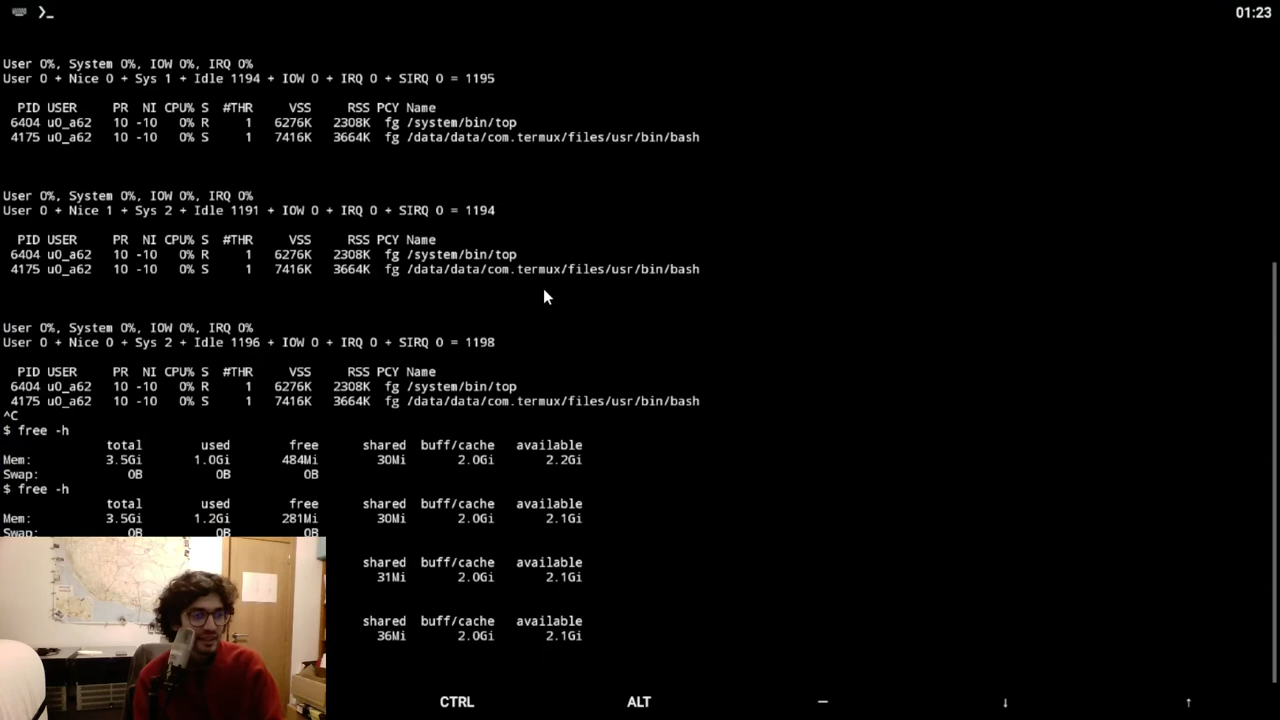 >_ 01:23
User 0%, System 0%, IOW 0%, IRQ 0%
User 0 + Nice 0 + Sys 1 + Idle 1194 + IOW 0 + IRQ 0 + SIRQ 0 = 1195
PID USER PR NI CPU% S #THR VSS RSS PCY Name
6404 u0_a62 10 -10 0% R 1 6276K 2308K fg /system/bin/top
4175 u0_a62 10 -10 0% S 1 7416K 3664K fg /data/data/com.termux/files/usr/bin/bash
User 0%, System 0%, IOW 0%, IRQ 0%
User 0 + Nice 1 + Sys 2 + Idle 1191 + IOW 0 + IRQ 0 + SIRQ 0 = 1194
PID USER PR NI CPU% S #THR VSS RSS PCY Name
6404 u0_a62 10 -10 0% R 1 6276K 2308K fg /system/bin/top
4175 u0_a62 10 -10 0% S 1 7416K 3664K fg /data/data/com.termux/files/usr/bin/bash
User 0%, System 0%, IOW 0%, IRQ 0%
User 0 + Nice 0 + Sys 2 + Idle 1196 + IOW 0 + IRQ 0 + SIRQ 0 = 1198
PID USER PR NI CPU% S #THR VSS RSS PCY Name
6404 u0_a62 10 -10 0% R 1 6276K 2308K fg /system/bin/top
4175 u0_a62 10 -10 0% S 1 7416K 3664K fg /data/data/com.termux/files/usr/bin/bash
^C
$ free -h
total used free shared buff/cache available
Mem: 3.5Gi 1.0Gi 484Mi 30Mi 2.0Gi 2.2Gi
Swap: 0B 0B 0B
$ free -h
total used free shared buff/cache available
Mem: 3.5Gi 1.2Gi 281Mi 30Mi 2.0Gi 2.1Gi
Swap: 0B 0B 0B
shared buff/cache available
31Mi 2.0Gi 2.1Gi
shared buff/cache available
36Mi 2.0Gi 2.1Gi
CTRL ALT — ↓ ↑